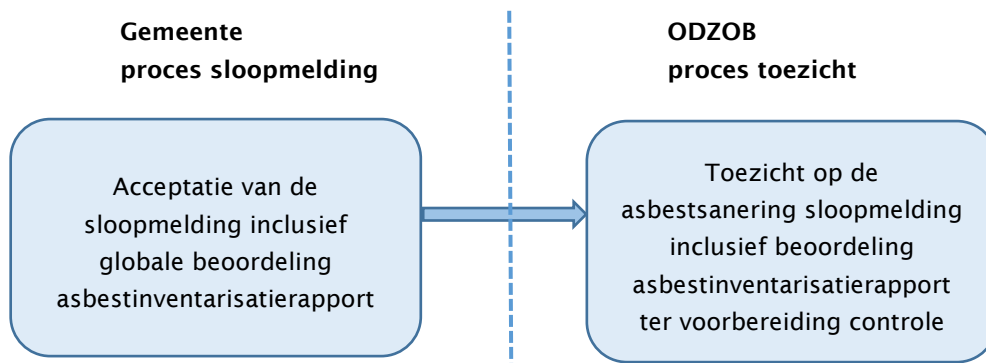 Gemeente
proces sloopmelding
Acceptatie van de
sloopmelding inclusief
globale beoordeling
asbestinventarisatierapport
ODZOB
proces toezicht
Toezicht op de
asbestsanering sloopmelding
inclusief beoordeling
asbestinventarisatierapport
ter voorbereiding controle